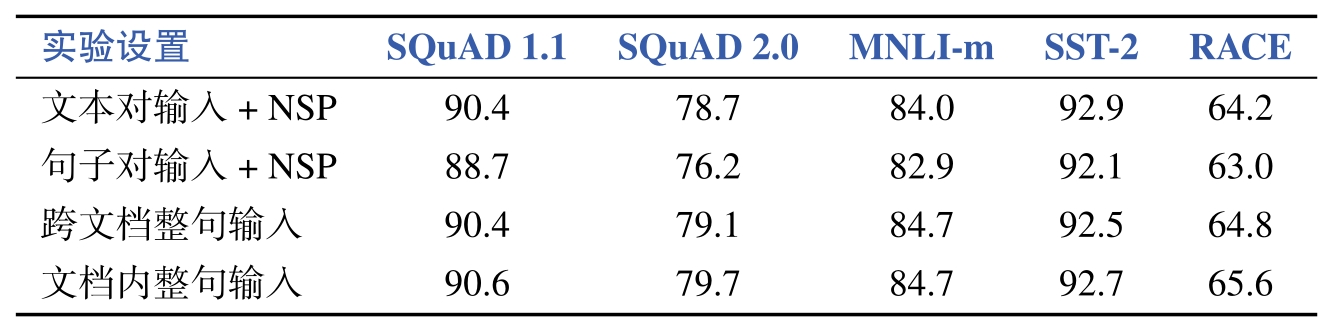 实验设置 SQuAD 1.1 SQuAD 2.0 MNLI-m SST-2 RACE
文本对输入 + NSP 90.4 78.7 84.0 92.9 64.2
句子对输入 + NSP 88.7 76.2 82.9 92.1 63.0
跨文档整句输入 90.4 79.1 84.7 92.5 64.8
文档内整句输入 90.6 79.7 84.7 92.7 65.6